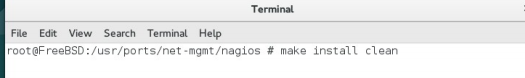 Terminal
File Edit View Search Terminal Help
root@FreeBSD:/usr/ports/net-mgmt/nagios # make install clean